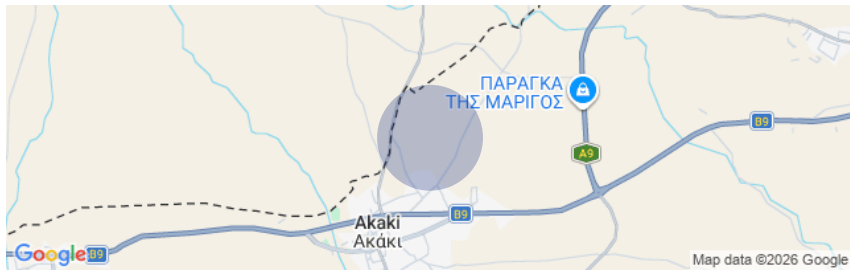 ΠΑΡΑΓΚΑ
ΤΗΣ ΜΑΡΙΓΟΣ
B9
A9
B9
Akaki
Ακάκι
B9
Google
Map data ©2026 Google